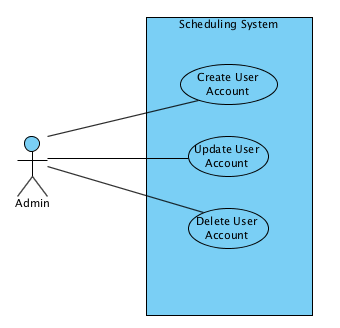 Scheduling System
Create User
Account
Update User
Account
Delete User
Account
Admin